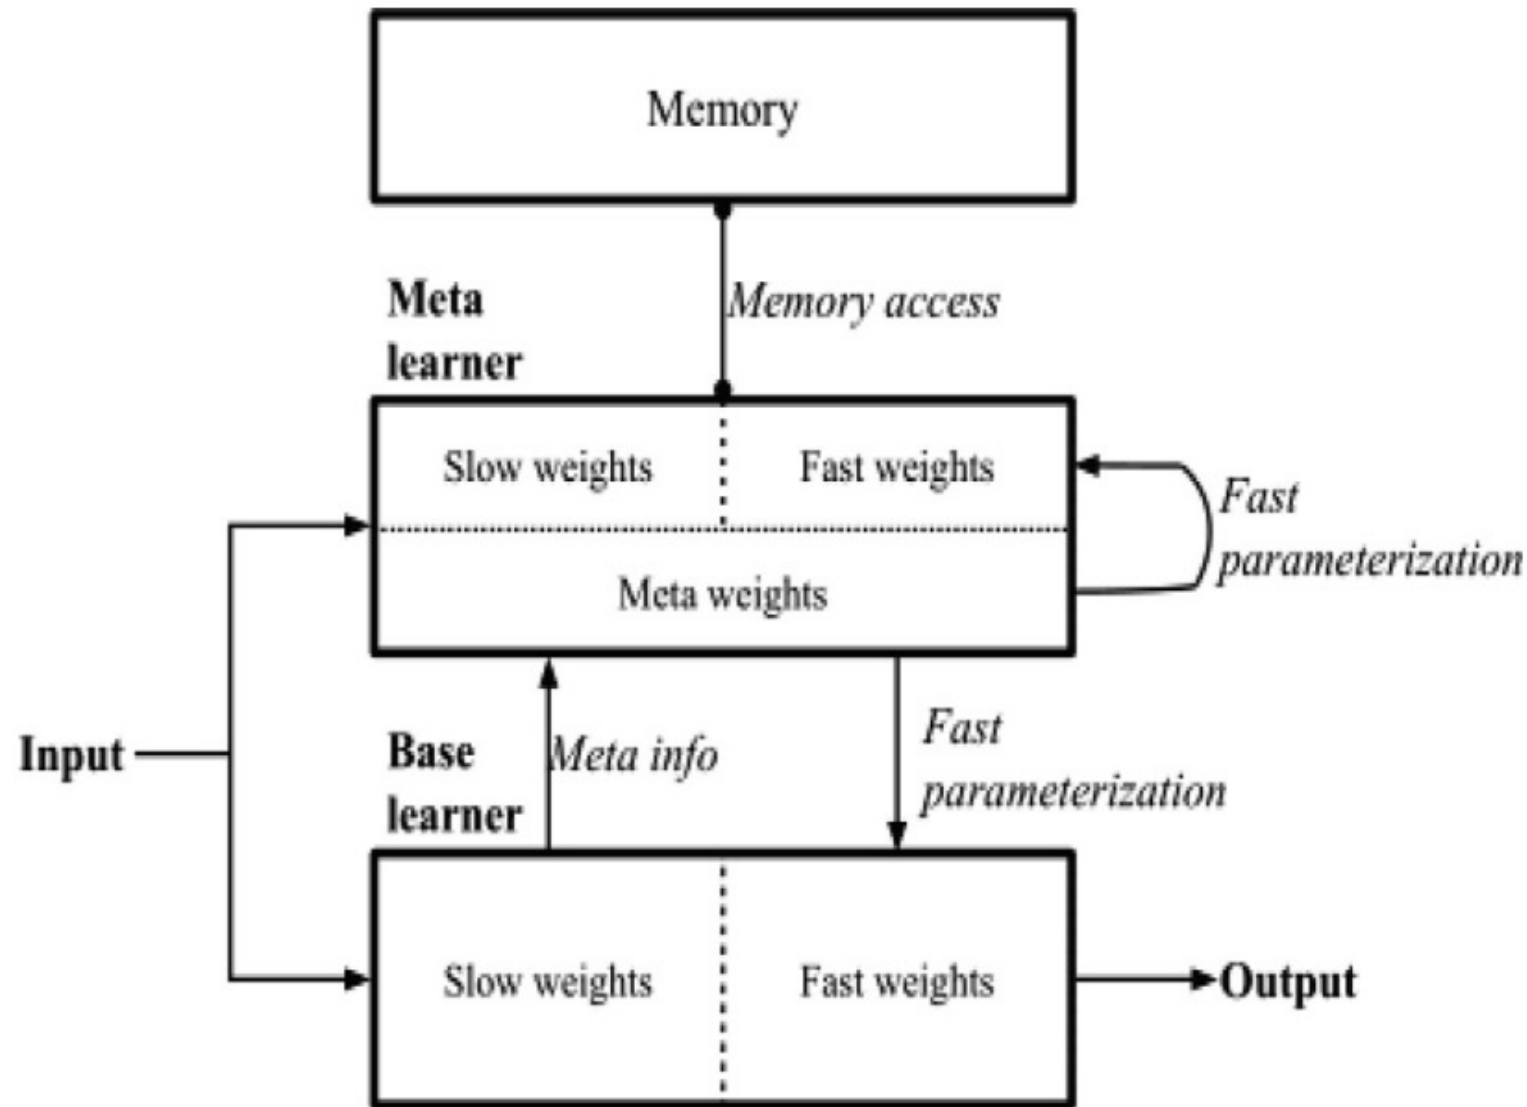 Memory
Memory access
Meta
learner
Slow weights
Fast weights
Fast
parameterization
Meta weights
Input
Base
learner
Meta info
Fast
parameterization
Slow weights
Fast weights
Output